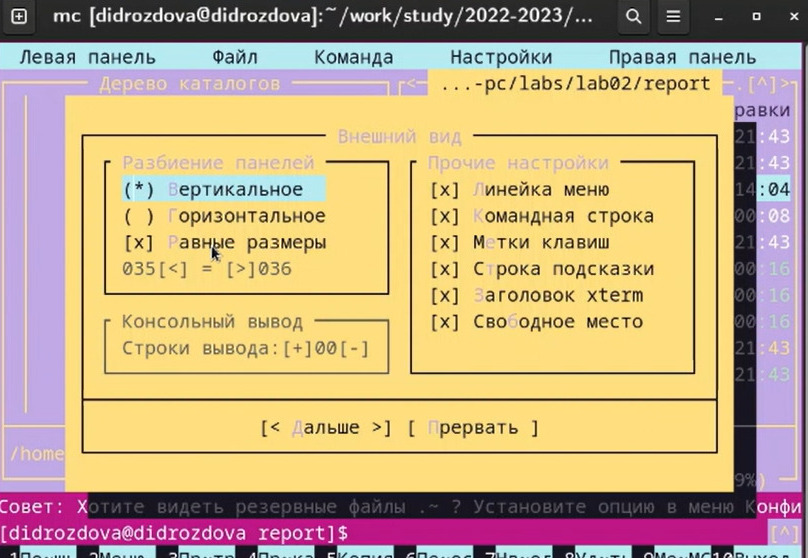 mc [didrozdova@didrozdova]:~/work/study/2022-2023/...
Левая панель Файл Команда Настройки Правая панель
Дерево каталогов <─ ...-pc/labs/lab02/report .[^]>
равки
Внешний вид
21:43
Разбиение панелей Прочие настройки
21:43
(*) Вертикальное [x] Линейка меню
14:04
( ) Горизонтальное [x] Командная строка
00:08
[x] Равные размеры [x] Метки клавиш
21:43
035[<] = [>]036 [x] Строка подсказки
00:16
[x] Заголовок xterm
00:16
Консольный вывод [x] Свободное место
00:16
Строки вывода:[+]00[-]
21:43
21:43
[< Дальше >] [ Прервать ]
/home
9%)
Совет: Хотите видеть резервные файлы .~ ? Установите опцию в меню Конфи
[didrozdova@didrozdova report]$ [^]